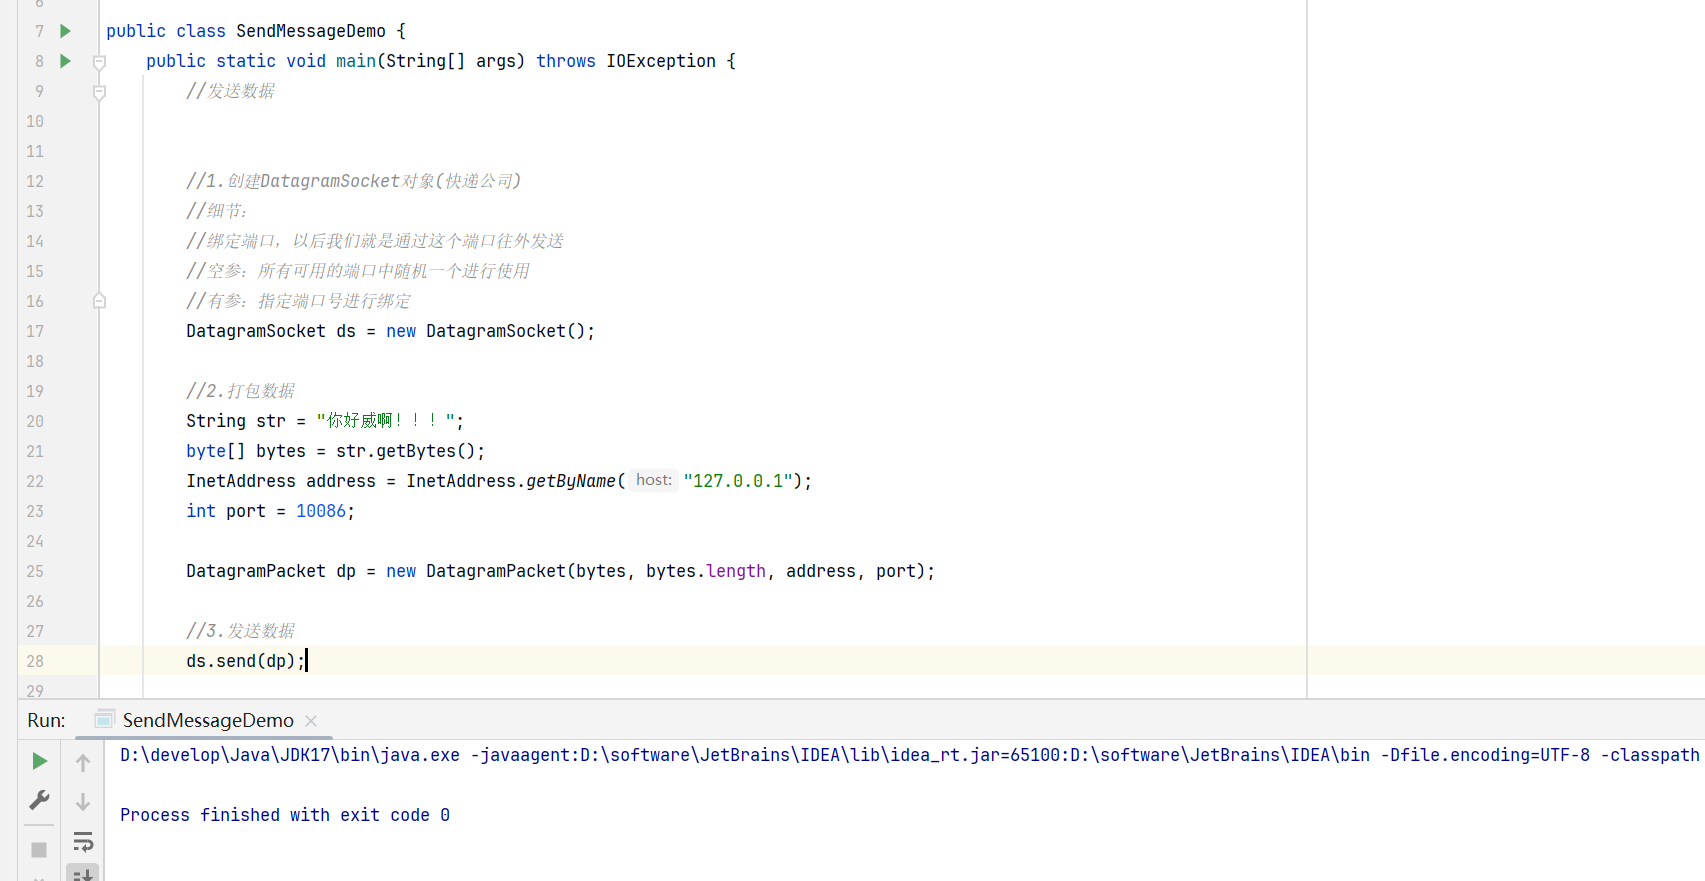 6
7 public class SendMessageDemo {
8 public static void main(String[] args) throws IOException {
9 //发送数据
10
11
12 //1.创建DatagramSocket对象(快递公司)
13 //细节：
14 //绑定端口，以后我们就是通过这个端口往外发送
15 //空参：所有可用的端口中随机一个进行使用
16 //有参：指定端口号进行绑定
17 DatagramSocket ds = new DatagramSocket();
18
19 //2.打包数据
20 String str = "你好威啊！！！";
21 byte[] bytes = str.getBytes();
22 InetAddress address = InetAddress.getByName( host: "127.0.0.1");
23 int port = 10086;
24
25 DatagramPacket dp = new DatagramPacket(bytes, bytes.length, address, port);
26
27 //3.发送数据
28 ds.send(dp);
29
Run: SendMessageDemo
D:\develop\Java\JDK17\bin\java.exe -javaagent:D:\software\JetBrains\IDEA\lib\idea_rt.jar=65100:D:\software\JetBrains\IDEA\bin -Dfile.encoding=UTF-8 -classpath
Process finished with exit code 0